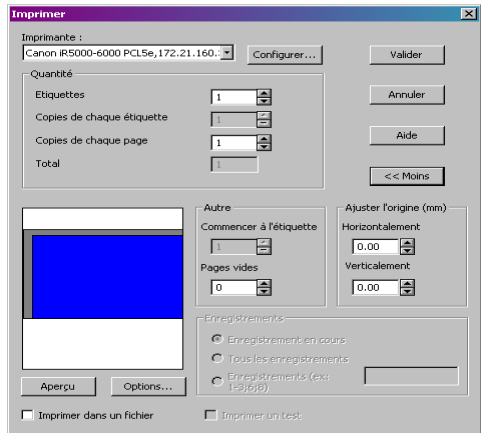 Imprimer
Imprimante :
Canon iR5000-6000 PCL5e,172.21.160.:
Configurer...
Valider
Quantité
Etiquettes
1
Annuler
Copies de chaque étiquette
1
Copies de chaque page
1
Aide
Total
1
<< Moins
Autre
Ajuster l'origine (mm)
Commencer à l'étiquette
Horizontalement
1
0.00
Pages vides
Verticalement
0
0.00
Enregistrements
Enregistrement en cours
Tous les enregistrements
Enregistrements (ex:
1-3;6;8)
Aperçu
Options...
Imprimer dans un fichier
Imprimer un test